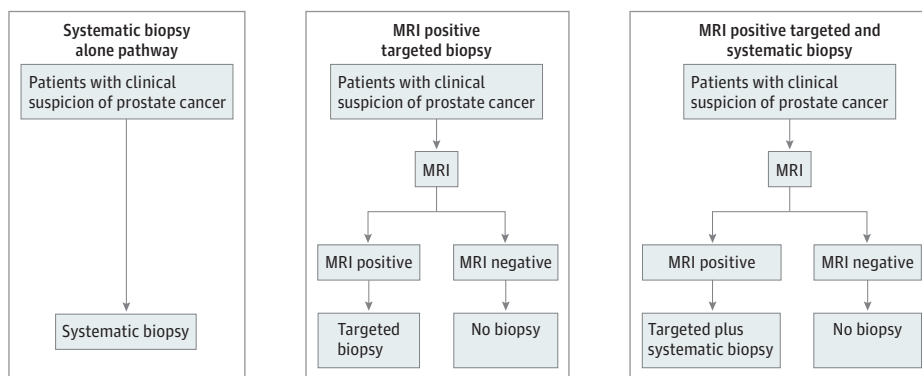 Systematic biopsy
alone pathway
Patients with clinical
suspicion of prostate cancer
Systematic biopsy
MRI positive
targeted biopsy
Patients with clinical
suspicion of prostate cancer
MRI
MRI positive
MRI negative
Targeted
biopsy
No biopsy
MRI positive targeted and
systematic biopsy
Patients with clinical
suspicion of prostate cancer
MRI
MRI positive
MRI negative
Targeted plus
systematic biopsy
No biopsy